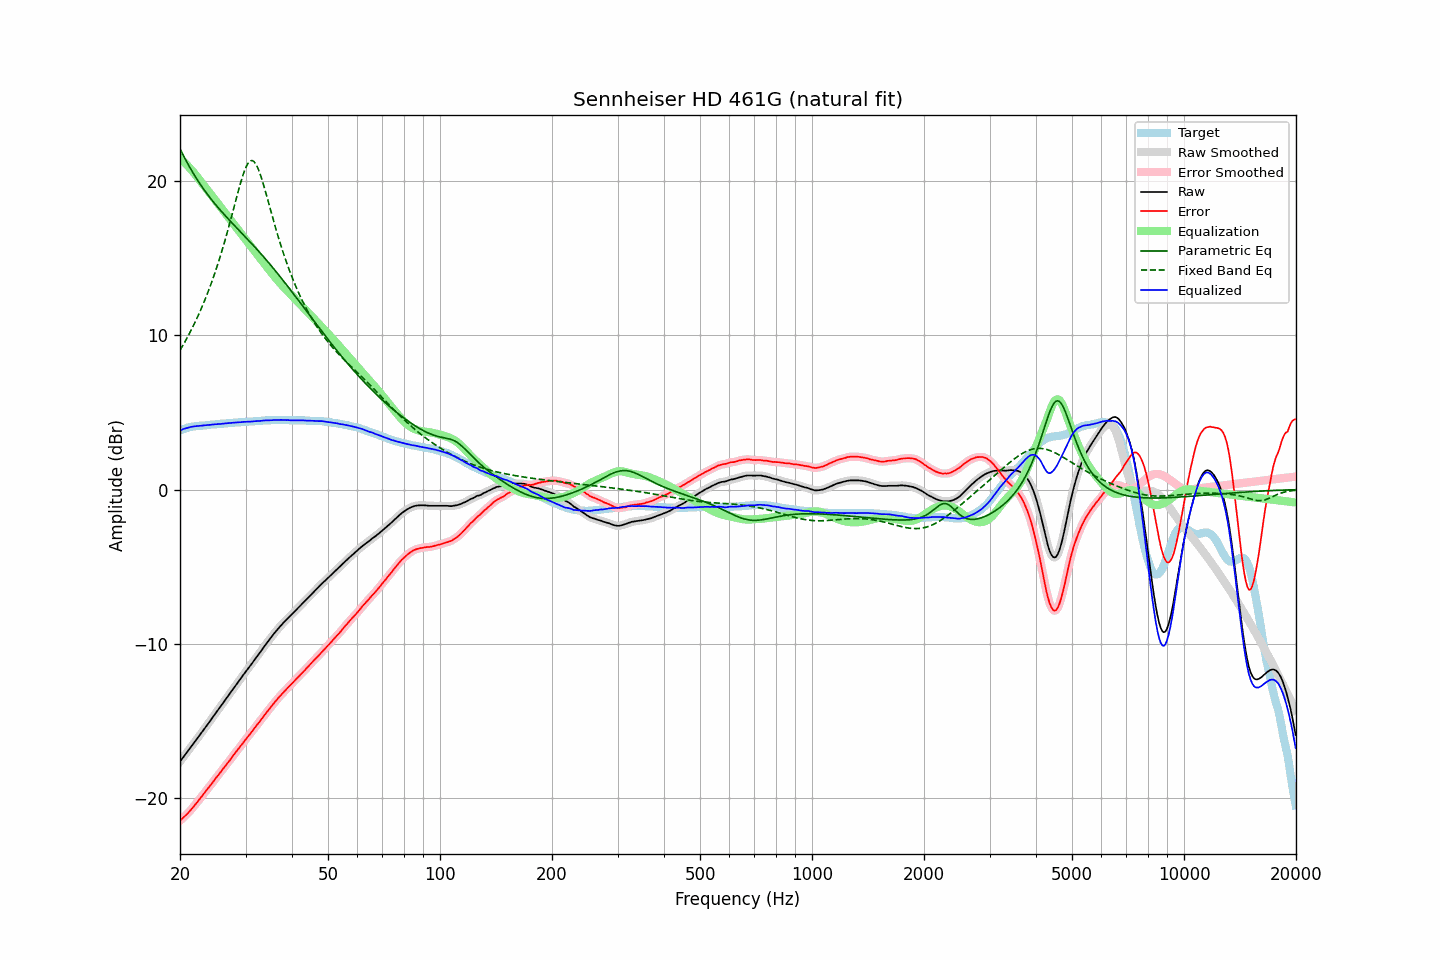 Sennheiser HD 461G (natural fit)
Target
Raw Smoothed
Error Smoothed
Raw
Error
Equalization
Parametric Eq
Fixed Band Eq
Equalized
Amplitude (dBr)
20
10
0
−10
−20
20 50 100 200 500 1000 2000 5000 10000 20000
Frequency (Hz)